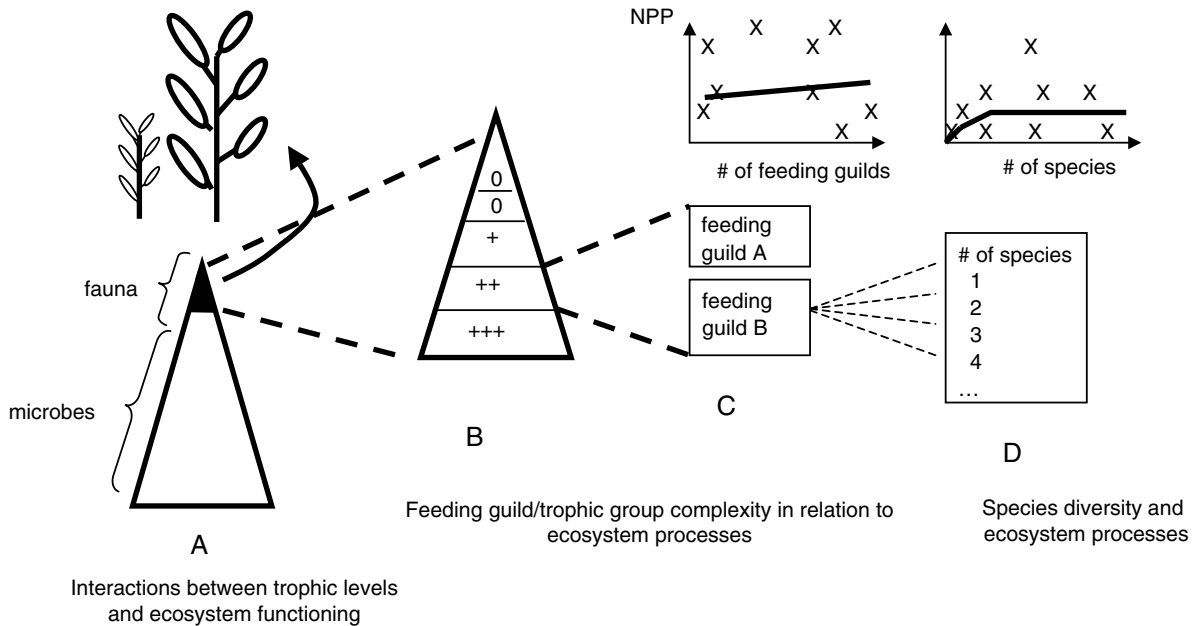 NPP
X X X X X X X X X
# of feeding guilds
X X X X X X X X X
# of species
fauna
microbes
A
Interactions between trophic levels
and ecosystem functioning
0
0
+
++
+++
B
feeding
guild A
feeding
guild B
C
Feeding guild/trophic group complexity in relation to
ecosystem processes
# of species
1
2
3
4
...
D
Species diversity and
ecosystem processes